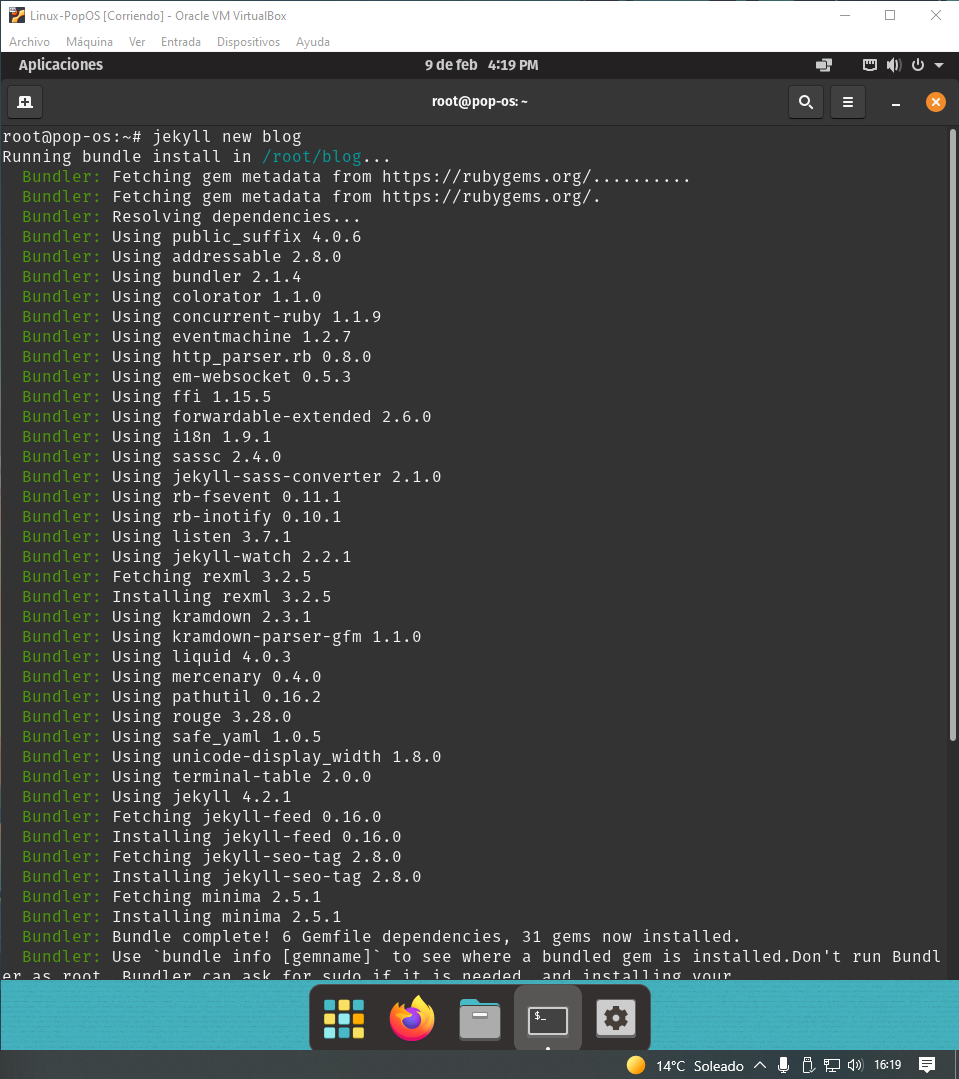 Linux-PopOS [Corriendo] - Oracle VM VirtualBox
Archivo Máquina Ver Entrada Dispositivos Ayuda
Aplicaciones 9 de feb 4:19 PM
root@pop-os: ~
root@pop-os:~# jekyll new blog
Running bundle install in /root/blog...
Bundler: Fetching gem metadata from https://rubygems.org/..........
Bundler: Fetching gem metadata from https://rubygems.org/.
Bundler: Resolving dependencies...
Bundler: Using public_suffix 4.0.6
Bundler: Using addressable 2.8.0
Bundler: Using bundler 2.1.4
Bundler: Using colorator 1.1.0
Bundler: Using concurrent-ruby 1.1.9
Bundler: Using eventmachine 1.2.7
Bundler: Using http_parser.rb 0.8.0
Bundler: Using em-websocket 0.5.3
Bundler: Using ffi 1.15.5
Bundler: Using forwardable-extended 2.6.0
Bundler: Using i18n 1.9.1
Bundler: Using sassc 2.4.0
Bundler: Using jekyll-sass-converter 2.1.0
Bundler: Using rb-fsevent 0.11.1
Bundler: Using rb-inotify 0.10.1
Bundler: Using listen 3.7.1
Bundler: Using jekyll-watch 2.2.1
Bundler: Fetching rexml 3.2.5
Bundler: Installing rexml 3.2.5
Bundler: Using kramdown 2.3.1
Bundler: Using kramdown-parser-gfm 1.1.0
Bundler: Using liquid 4.0.3
Bundler: Using mercenary 0.4.0
Bundler: Using pathutil 0.16.2
Bundler: Using rouge 3.28.0
Bundler: Using safe_yaml 1.0.5
Bundler: Using unicode-display_width 1.8.0
Bundler: Using terminal-table 2.0.0
Bundler: Using jekyll 4.2.1
Bundler: Fetching jekyll-feed 0.16.0
Bundler: Installing jekyll-feed 0.16.0
Bundler: Fetching jekyll-seo-tag 2.8.0
Bundler: Installing jekyll-seo-tag 2.8.0
Bundler: Fetching minima 2.5.1
Bundler: Installing minima 2.5.1
Bundler: Bundle complete! 6 Gemfile dependencies, 31 gems now installed.
Bundler: Use `bundle info [gemname]` to see where a bundled gem is installed.Don't run Bundl
er as root. Bundler can ask for sudo if it is needed, and installing your
$_
14°C Soleado 16:19